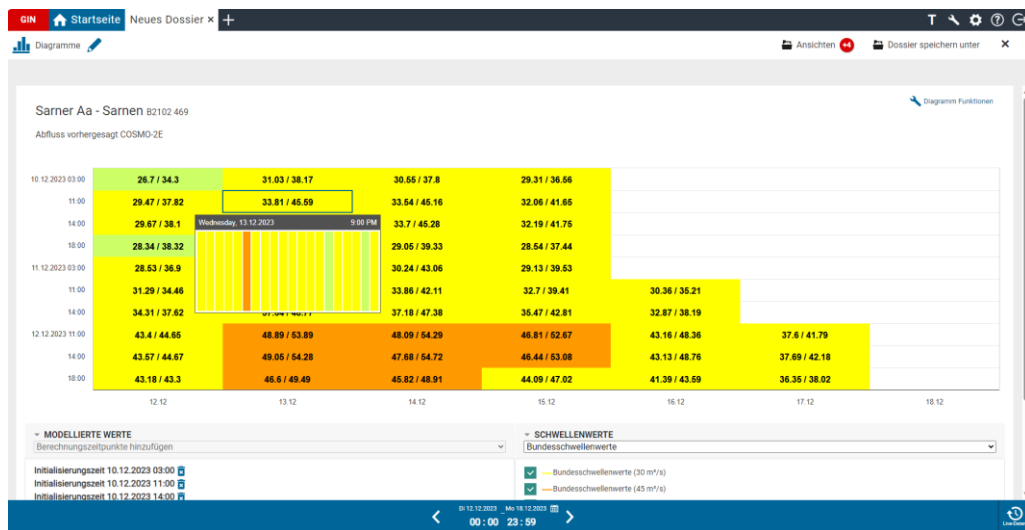 GIN Startseite Neues Dossier × + T
Diagramme Ansichten +4 Dossier speichern unter ×
Sarner Aa - Sarnen B2102 469 Diagramm Funktionen
Abfluss vorhergesagt COSMO-2E
10.12.2023 03:00 26.7 / 34.3 31.03 / 38.17 30.55 / 37.8 29.31 / 36.56
11:00 29.47 / 37.82 33.81 / 45.59 33.54 / 45.16 32.06 / 41.65
14:00 29.67 / 38.1 Wednesday, 13.12.2023 9:00 PM 33.7 / 45.28 32.19 / 41.75
18:00 28.34 / 38.32 29.05 / 39.33 28.54 / 37.44
11.12.2023 03:00 28.53 / 36.9 30.24 / 43.06 29.13 / 39.53
11:00 31.29 / 34.46 33.86 / 42.11 32.7 / 39.41 30.36 / 35.21
14:00 34.31 / 37.62 37.18 / 47.38 35.47 / 42.81 32.87 / 38.19
12.12.2023 11:00 43.4 / 44.65 48.89 / 53.89 48.09 / 54.29 46.81 / 52.67 43.16 / 48.36 37.6 / 41.79
14:00 43.57 / 44.67 49.05 / 54.28 47.68 / 54.72 46.44 / 53.08 43.13 / 48.76 37.69 / 42.18
18:00 43.18 / 43.3 46.6 / 49.49 45.82 / 48.91 44.09 / 47.02 41.39 / 43.59 36.35 / 38.02
12.12 13.12 14.12 15.12 16.12 17.12 18.12
MODELLIERTE WERTE SCHWELLENWERTE
Berechnungszeitpunkte hinzufügen Bundesschwellenwerte
Initialisierungszeit 10.12.2023 03:00 Bundesschwellenwerte (30 m³/s)
Initialisierungszeit 10.12.2023 11:00 Bundesschwellenwerte (45 m³/s)
Initialisierungszeit 10.12.2023 14:00
Di 12.12.2023 _ Mo 18.12.2023
00 : 00 23 : 59